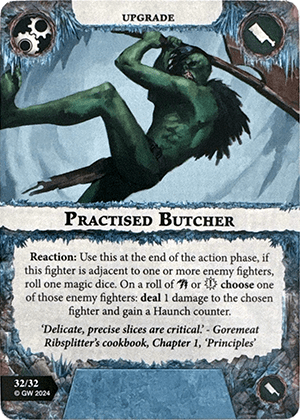 UPGRADE
PRACTISED BUTCHER
Reaction: Use this at the end of the action phase, if
this fighter is adjacent to one or more enemy fighters,
roll one magic dice. On a roll of or choose one
of those enemy fighters: deal 1 damage to the chosen
fighter and gain a Haunch counter.
'Delicate, precise slices are critical.' - Goremeat
Ribsplitter's cookbook, Chapter 1, 'Principles'
32/32
© GW 2024